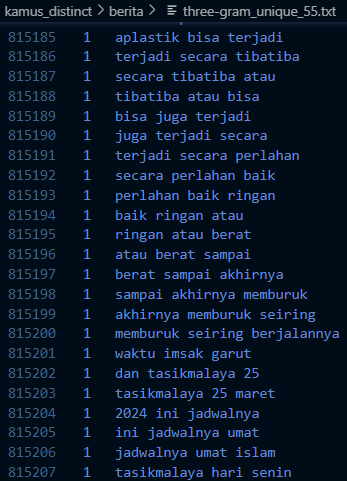 kamus_distinct > berita > three-gram_unique_55.txt
815185 1 aplastik bisa terjadi
815186 1 terjadi secara tibatiba
815187 1 secara tibatiba atau
815188 1 tibatiba atau bisa
815189 1 bisa juga terjadi
815190 1 juga terjadi secara
815191 1 terjadi secara perlahan
815192 1 secara perlahan baik
815193 1 perlahan baik ringan
815194 1 baik ringan atau
815195 1 ringan atau berat
815196 1 atau berat sampai
815197 1 berat sampai akhirnya
815198 1 sampai akhirnya memburuk
815199 1 akhirnya memburuk seiring
815200 1 memburuk seiring berjalannya
815201 1 waktu imsak garut
815202 1 dan tasikmalaya 25
815203 1 tasikmalaya 25 maret
815204 1 2024 ini jadwalnya
815205 1 ini jadwalnya umat
815206 1 jadwalnya umat islam
815207 1 tasikmalaya hari senin